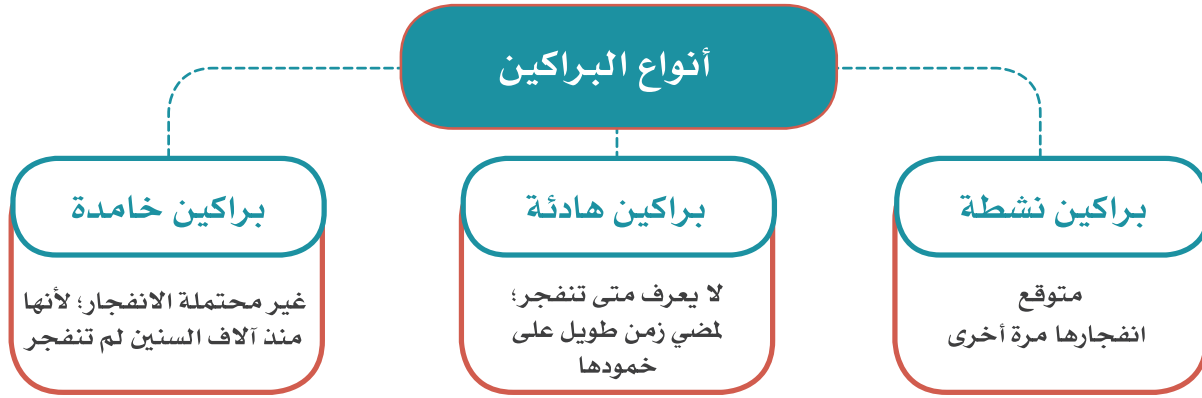 أنواع البراكين
براكين نشطة
متوقع
انفجارها مرة أخرى
براكين هادئة
لا يعرف متى تنفجر؛
لمضي زمن طويل على
خمودها
براكين خامدة
غير محتملة الانفجار؛ لأنها
منذ آلاف السنين لم تنفجر